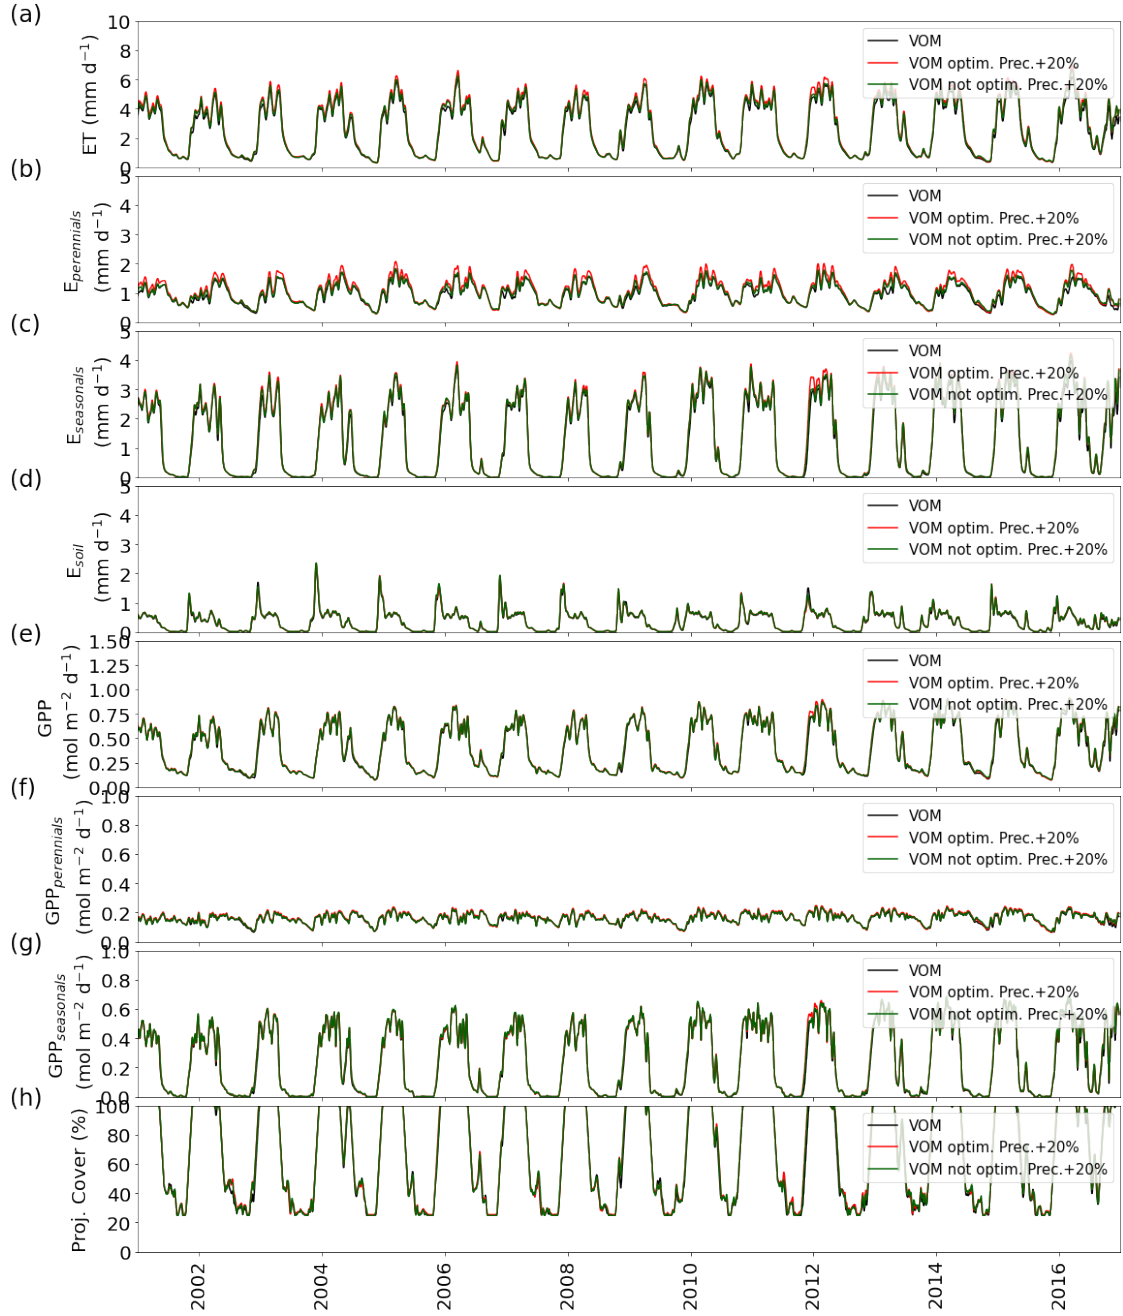 (a)
10
8
6
4
2
0
ET (mm d⁻¹)
VOM
VOM optim. Prec.+20%
VOM not optim. Prec.+20%
(b)
5
4
3
2
1
0
E_perennials
(mm d⁻¹)
VOM
VOM optim. Prec.+20%
VOM not optim. Prec.+20%
(c)
5
4
3
2
1
0
E_seasonals
(mm d⁻¹)
VOM
VOM optim. Prec.+20%
VOM not optim. Prec.+20%
(d)
5
4
3
2
1
0
E_soil
(mm d⁻¹)
VOM
VOM optim. Prec.+20%
VOM not optim. Prec.+20%
(e)
1.50
1.25
1.00
0.75
0.50
0.25
0.00
GPP
(mol m⁻² d⁻¹)
VOM
VOM optim. Prec.+20%
VOM not optim. Prec.+20%
(f)
1.0
0.8
0.6
0.4
0.2
0.0
GPP_perennials
(mol m⁻² d⁻¹)
VOM
VOM optim. Prec.+20%
VOM not optim. Prec.+20%
(g)
1.0
0.8
0.6
0.4
0.2
0.0
GPP_seasonals
(mol m⁻² d⁻¹)
VOM
VOM optim. Prec.+20%
VOM not optim. Prec.+20%
(h)
100
80
60
40
20
0
Proj. Cover (%)
VOM
VOM optim. Prec.+20%
VOM not optim. Prec.+20%
2002
2004
2006
2008
2010
2012
2014
2016